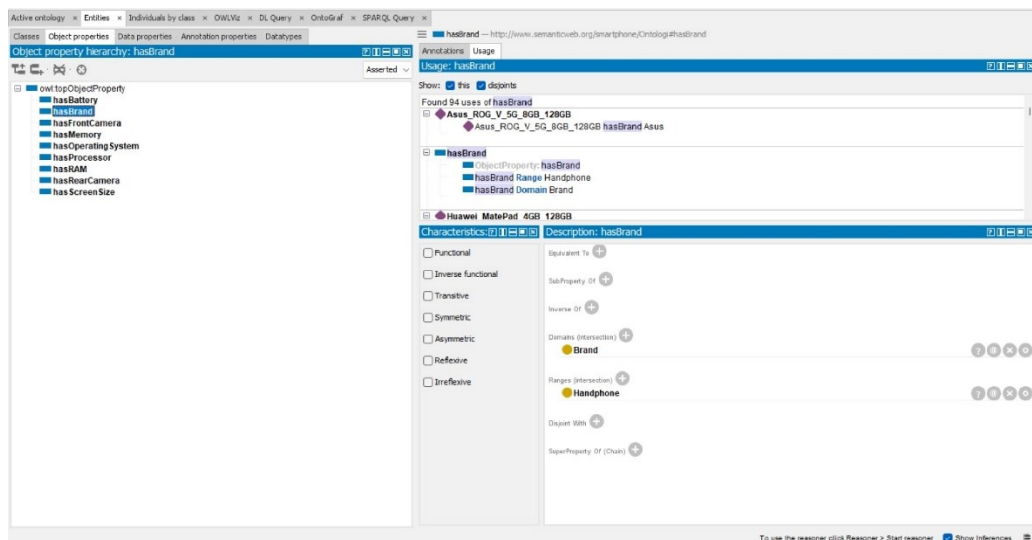 Active ontology × Entities × Individuals by class × OWLViz × DL Query × OntoGraf × SPARQL Query ×
Classes Object properties Data properties Annotation properties Datatypes
Object property hierarchy: hasBrand
Asserted
owl:topObjectProperty
hasBattery
hasBrand
hasFrontCamera
hasMemory
hasOperatingSystem
hasProcessor
hasRAM
hasRearCamera
hasScreenSize
hasBrand — http://www.semanticweb.org/smartphone/Ontologi#hasBrand
Annotations Usage
Usage: hasBrand
Show: this disjoints
Found 94 uses of hasBrand
Asus_ROG_V_5G_8GB_128GB
Asus_ROG_V_5G_8GB_128GB hasBrand Asus
hasBrand
ObjectProperty: hasBrand
hasBrand Range Handphone
hasBrand Domain Brand
Huawei_MatePad_4GB_128GB
Characteristics:
Functional
Inverse functional
Transitive
Symmetric
Asymmetric
Reflexive
Irreflexive
Description: hasBrand
Equivalent To
SubProperty Of
Inverse Of
Domains (intersection)
Brand
Ranges (intersection)
Handphone
Disjoint With
SuperProperty Of (Chain)
To use the reasoner click Reasoner > Start reasoner Show Inferences